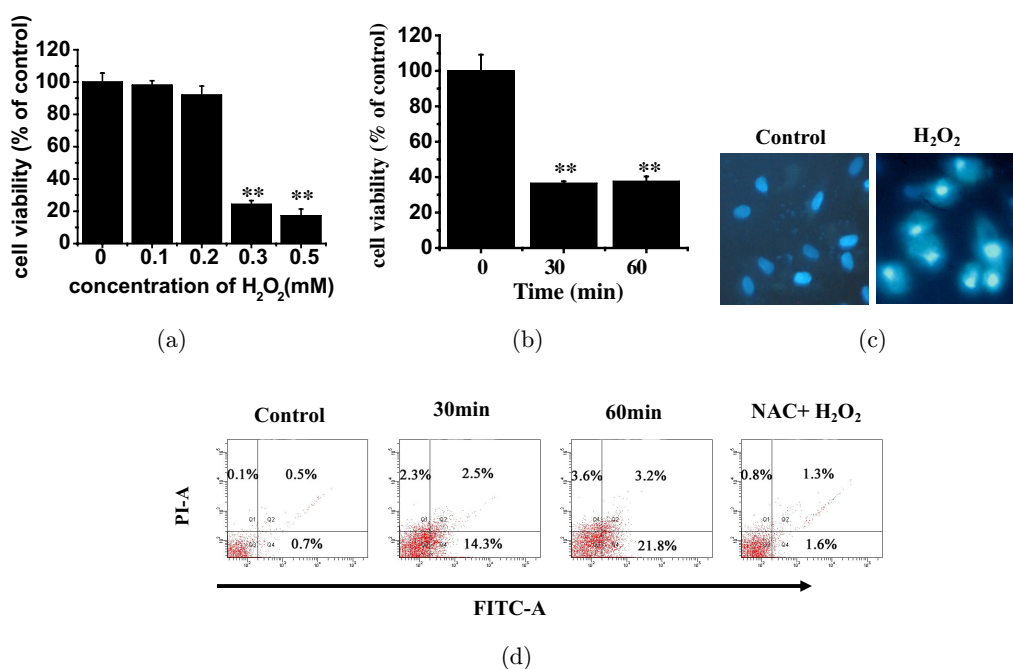 120
100
80
60
40
20
0
cell viability (% of control)
**
**
0 0.1 0.2 0.3 0.5
concentration of H₂O₂(mM)
(a)
120
100
80
60
40
20
0
cell viability (% of control)
**
**
0 30 60
Time (min)
(b)
Control H₂O₂
(c)
Control 30min 60min NAC+ H₂O₂
PI-A
0.1% 0.5%
0.7%
2.3% 2.5%
14.3%
3.6% 3.2%
21.8%
0.8% 1.3%
1.6%
FITC-A
(d)